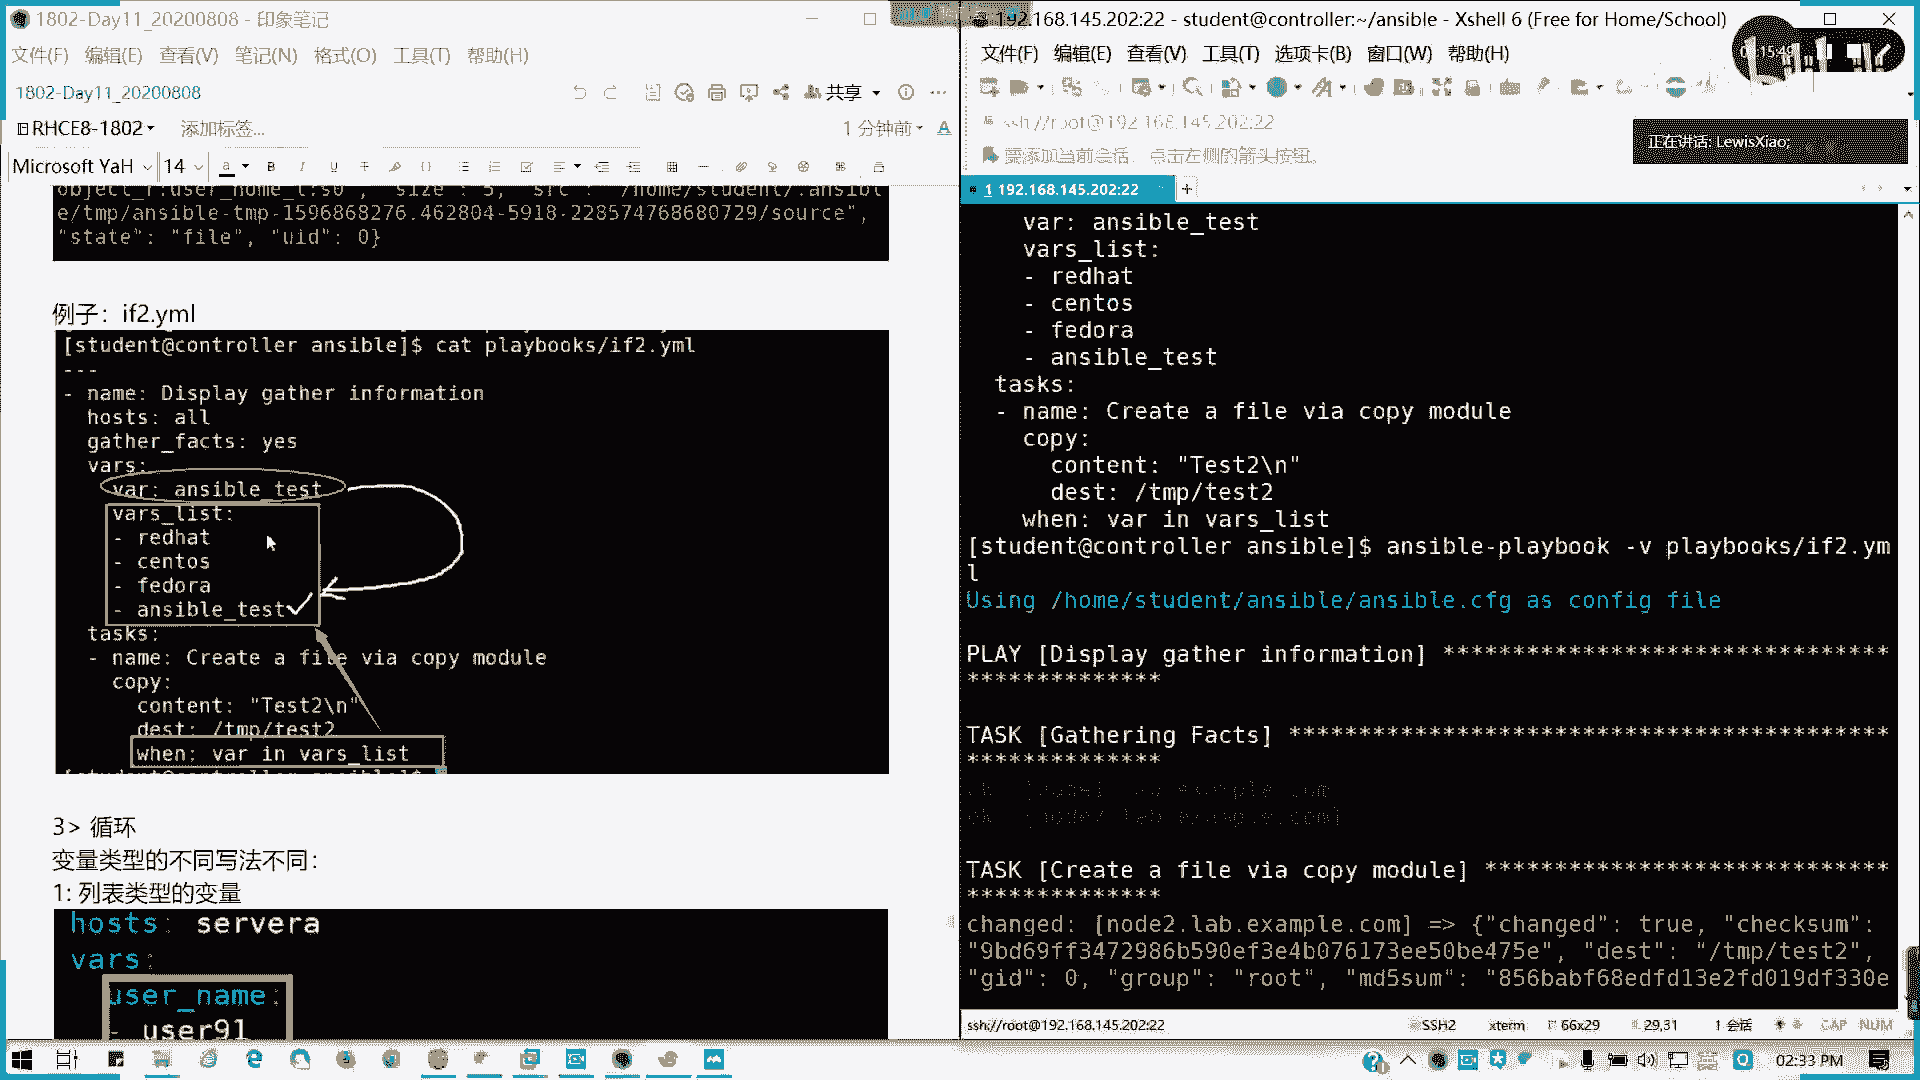 1802-Day11_20200808 - 印象笔记
文件(F) 编辑(E) 查看(V) 笔记(N) 格式(O) 工具(T) 帮助(H)
1802-Day11_20200808
共享
RHCE8-1802
添加标签...
1 分钟前
Microsoft YaH 14
object_r:user_home_t:s0", "size": 5, "src": "/home/student/.ansibl
e/tmp/ansible-tmp-1596868276.462804-5918-228574768680729/source",
"state": "file", "uid": 0}
例子：if2.yml
[student@controller ansible]$ cat playbooks/if2.yml
---
- name: Display gather information
hosts: all
gather_facts: yes
vars:
var: ansible_test
vars_list:
- redhat
- centos
- fedora
- ansible_test
tasks:
- name: Create a file via copy module
copy:
content: "Test2\n"
dest: /tmp/test2
when: var in vars_list
3> 循环
变量类型的不同写法不同：
1: 列表类型的变量
hosts: servera
vars:
user_name:
- user91
192.168.145.202:22 - student@controller:~/ansible - Xshell 6 (Free for Home/School)
文件(F) 编辑(E) 查看(V) 工具(T) 选项卡(B) 窗口(W) 帮助(H)
ssh://root@192.168.145.202:22
要添加当前会话，点击左侧的箭头按钮。
正在讲话: LewisXiao;
1 192.168.145.202:22
var: ansible_test
vars_list:
- redhat
- centos
- fedora
- ansible_test
tasks:
- name: Create a file via copy module
copy:
content: "Test2\n"
dest: /tmp/test2
when: var in vars_list
[student@controller ansible]$ ansible-playbook -v playbooks/if2.ym
l
Using /home/student/ansible/ansible.cfg as config file
PLAY [Display gather information] ********************************
**************
TASK [Gathering Facts] *******************************************
**************
TASK [Create a file via copy module] *****************************
**************
changed: [node2.lab.example.com] => {"changed": true, "checksum":
"9bd69ff3472986b590ef3e4b076173ee50be475e", "dest": "/tmp/test2",
"gid": 0, "group": "root", "md5sum": "856babf68edfd13e2fd019df330e
ssh://root@192.168.145.202:22 SSH2 xterm 66x29 29,31 1 会话 CAP NUM
02:33 PM